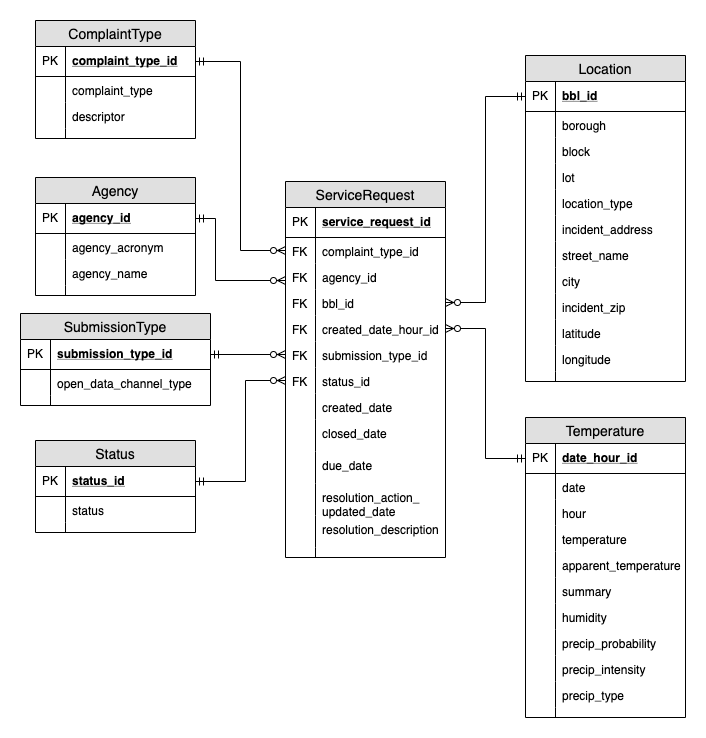 ComplaintType
PK complaint_type_id
complaint_type
descriptor
Agency
PK agency_id
agency_acronym
agency_name
SubmissionType
PK submission_type_id
open_data_channel_type
Status
PK status_id
status
ServiceRequest
PK service_request_id
FK complaint_type_id
FK agency_id
FK bbl_id
FK created_date_hour_id
FK submission_type_id
FK status_id
created_date
closed_date
due_date
resolution_action_
updated_date
resolution_description
Location
PK bbl_id
borough
block
lot
location_type
incident_address
street_name
city
incident_zip
latitude
longitude
Temperature
PK date_hour_id
date
hour
temperature
apparent_temperature
summary
humidity
precip_probability
precip_intensity
precip_type